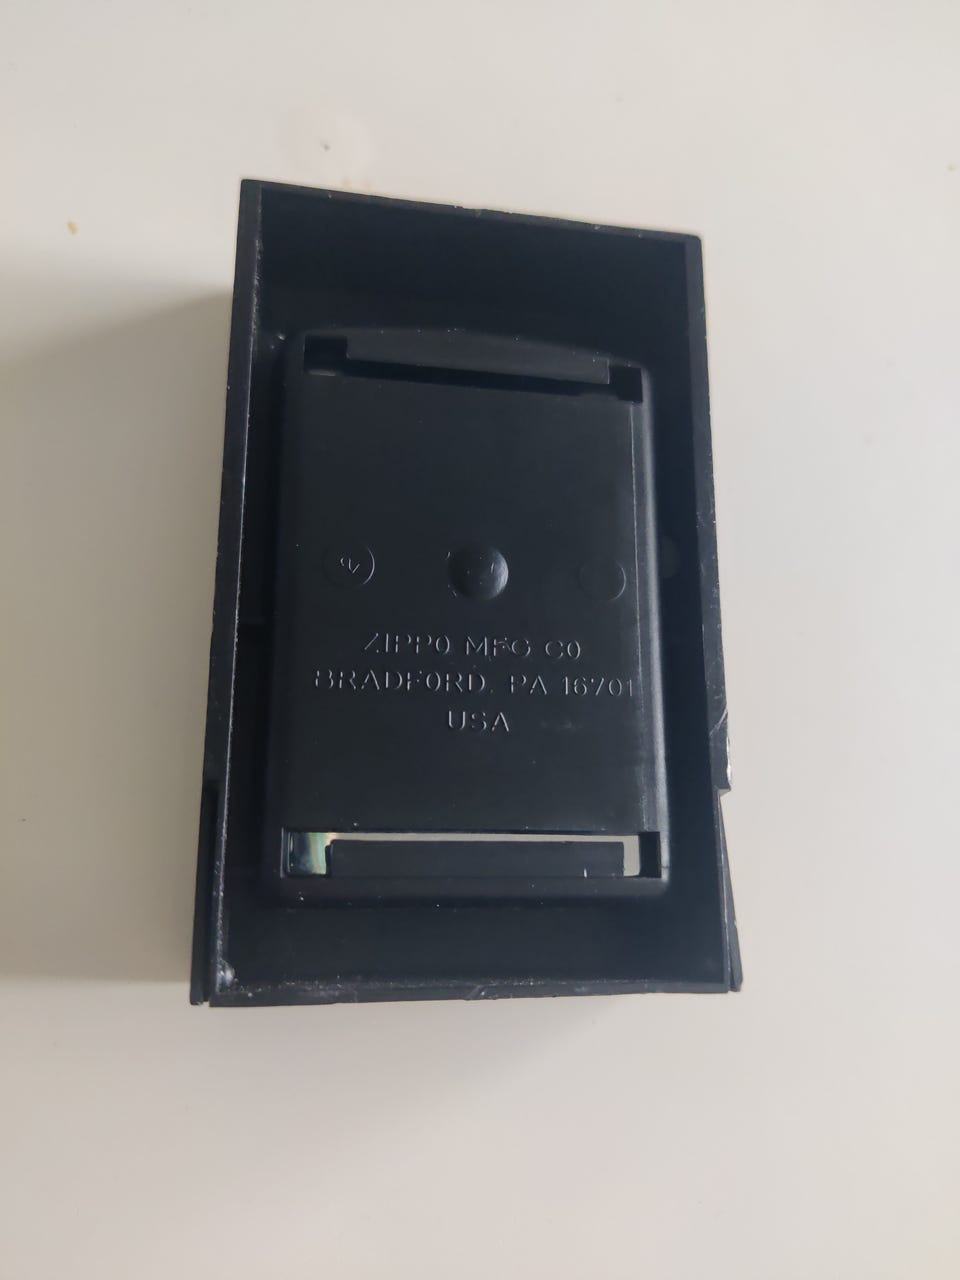 ZIPPO MFG CO
BRADFORD, PA 16701
USA